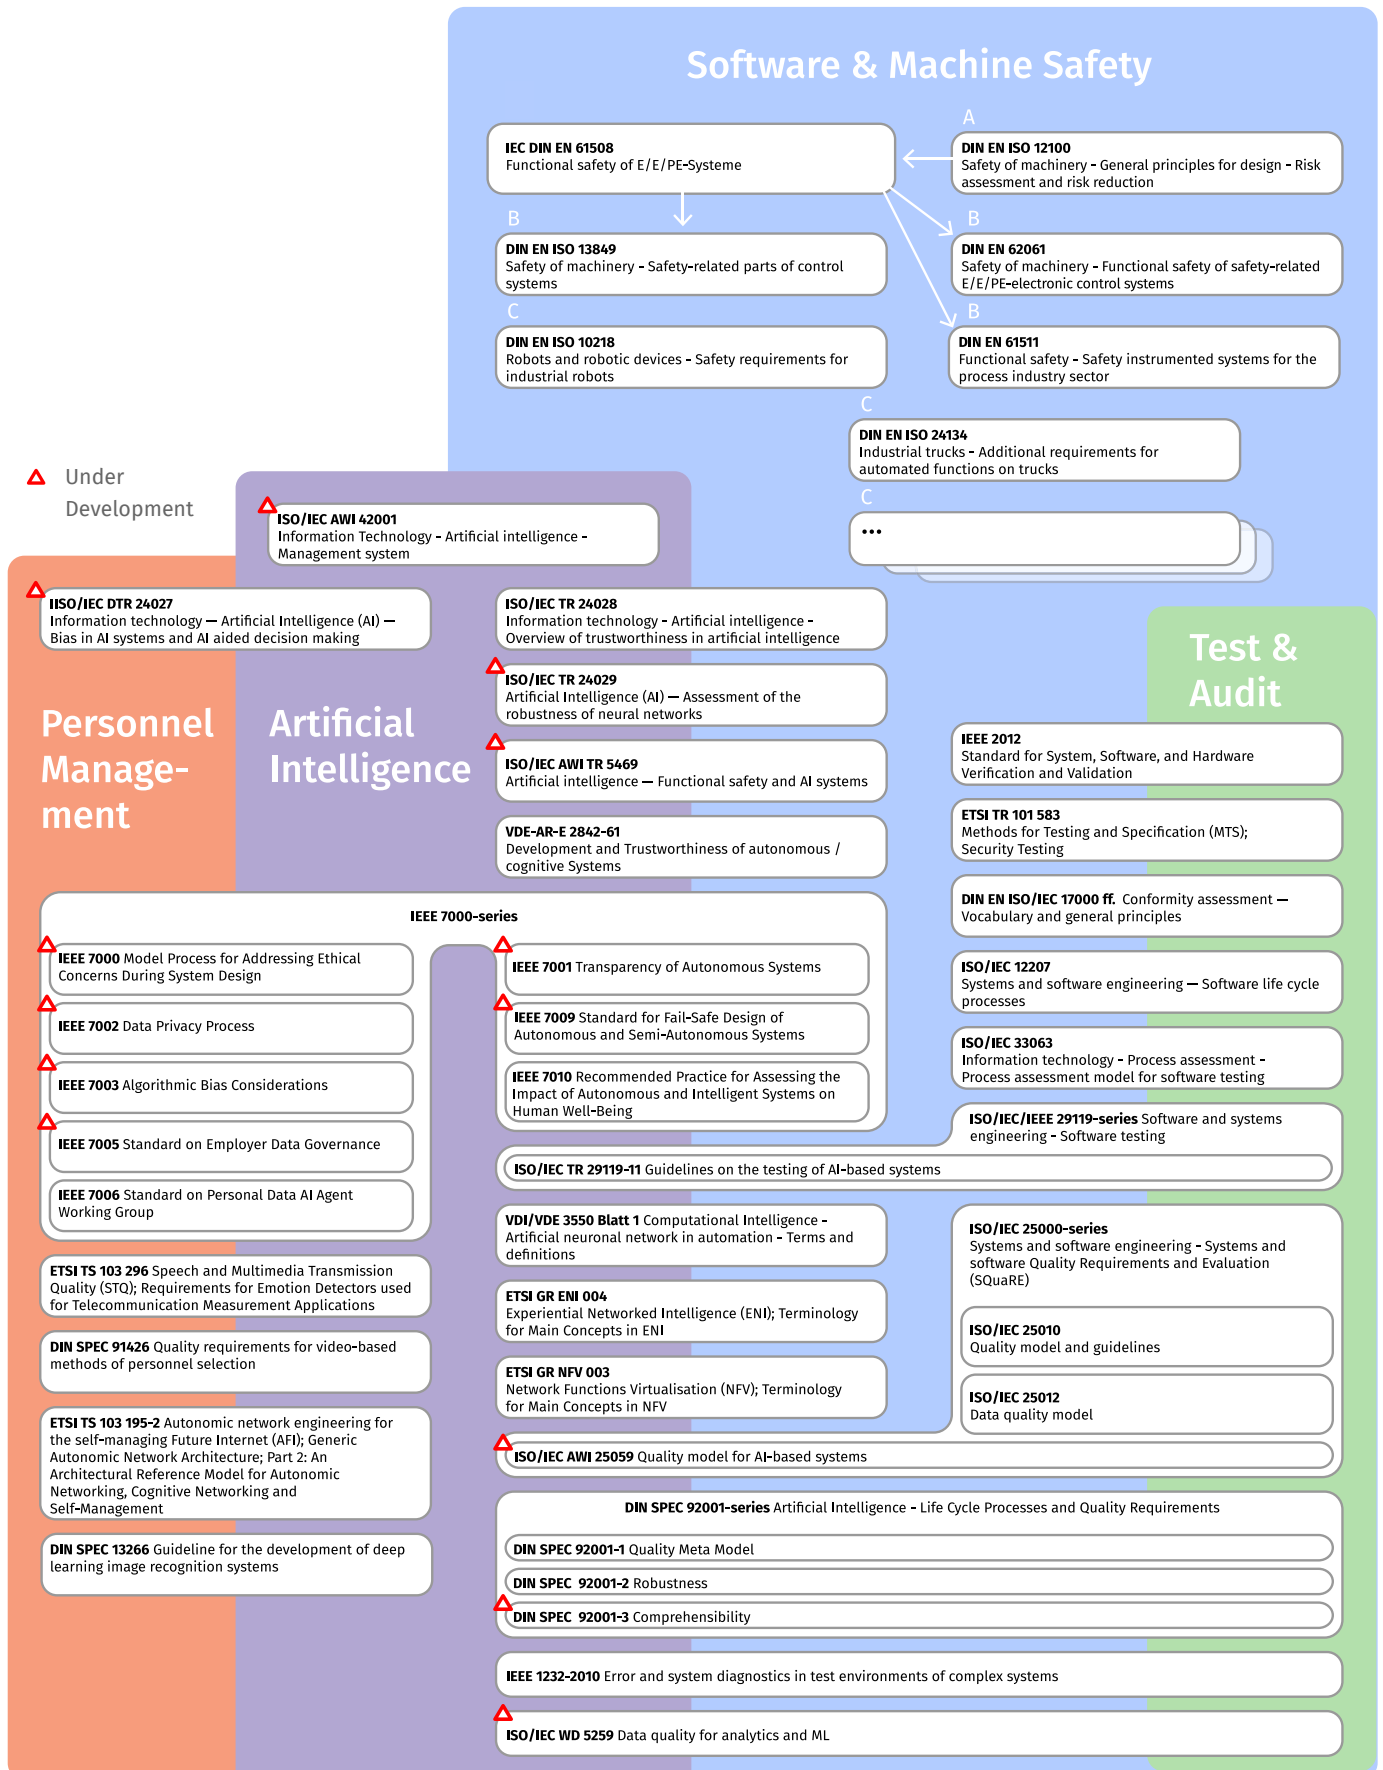 Software & Machine Safety
A
IEC DIN EN 61508
Functional safety of E/E/PE-Systeme
DIN EN ISO 12100
Safety of machinery - General principles for design - Risk
assessment and risk reduction
B
DIN EN ISO 13849
Safety of machinery - Safety-related parts of control
systems
B
DIN EN 62061
Safety of machinery - Functional safety of safety-related
E/E/PE-electronic control systems
C
DIN EN ISO 10218
Robots and robotic devices - Safety requirements for
industrial robots
B
DIN EN 61511
Functional safety - Safety instrumented systems for the
process industry sector
C
DIN EN ISO 24134
Industrial trucks - Additional requirements for
automated functions on trucks
C
...
Under
Development
ISO/IEC AWI 42001
Information Technology - Artificial intelligence -
Management system
IISO/IEC DTR 24027
Information technology — Artificial Intelligence (AI) —
Bias in AI systems and AI aided decision making
ISO/IEC TR 24028
Information technology - Artificial intelligence -
Overview of trustworthiness in artificial intelligence
ISO/IEC TR 24029
Artificial Intelligence (AI) — Assessment of the
robustness of neural networks
ISO/IEC AWI TR 5469
Artificial intelligence — Functional safety and AI systems
VDE-AR-E 2842-61
Development and Trustworthiness of autonomous /
cognitive Systems
Personnel
Manage-
ment
Artificial
Intelligence
Test &
Audit
IEEE 2012
Standard for System, Software, and Hardware
Verification and Validation
ETSI TR 101 583
Methods for Testing and Specification (MTS);
Security Testing
DIN EN ISO/IEC 17000 ff. Conformity assessment —
Vocabulary and general principles
ISO/IEC 12207
Systems and software engineering — Software life cycle
processes
ISO/IEC 33063
Information technology - Process assessment -
Process assessment model for software testing
IEEE 7000-series
IEEE 7000 Model Process for Addressing Ethical
Concerns During System Design
IEEE 7002 Data Privacy Process
IEEE 7003 Algorithmic Bias Considerations
IEEE 7005 Standard on Employer Data Governance
IEEE 7006 Standard on Personal Data AI Agent
Working Group
IEEE 7001 Transparency of Autonomous Systems
IEEE 7009 Standard for Fail-Safe Design of
Autonomous and Semi-Autonomous Systems
IEEE 7010 Recommended Practice for Assessing the
Impact of Autonomous and Intelligent Systems on
Human Well-Being
ISO/IEC/IEEE 29119-series Software and systems
engineering - Software testing
ISO/IEC TR 29119-11 Guidelines on the testing of AI-based systems
ETSI TS 103 296 Speech and Multimedia Transmission
Quality (STQ); Requirements for Emotion Detectors used
for Telecommunication Measurement Applications
DIN SPEC 91426 Quality requirements for video-based
methods of personnel selection
ETSI TS 103 195-2 Autonomic network engineering for
the self-managing Future Internet (AFI); Generic
Autonomic Network Architecture; Part 2: An
Architectural Reference Model for Autonomic
Networking, Cognitive Networking and
Self-Management
DIN SPEC 13266 Guideline for the development of deep
learning image recognition systems
VDI/VDE 3550 Blatt 1 Computational Intelligence -
Artificial neuronal network in automation - Terms and
definitions
ETSI GR ENI 004
Experiential Networked Intelligence (ENI); Terminology
for Main Concepts in ENI
ETSI GR NFV 003
Network Functions Virtualisation (NFV); Terminology
for Main Concepts in NFV
ISO/IEC 25000-series
Systems and software engineering - Systems and
software Quality Requirements and Evaluation
(SQuaRE)
ISO/IEC 25010
Quality model and guidelines
ISO/IEC 25012
Data quality model
ISO/IEC AWI 25059 Quality model for AI-based systems
DIN SPEC 92001-series Artificial Intelligence - Life Cycle Processes and Quality Requirements
DIN SPEC 92001-1 Quality Meta Model
DIN SPEC 92001-2 Robustness
DIN SPEC 92001-3 Comprehensibility
IEEE 1232-2010 Error and system diagnostics in test environments of complex systems
ISO/IEC WD 5259 Data quality for analytics and ML